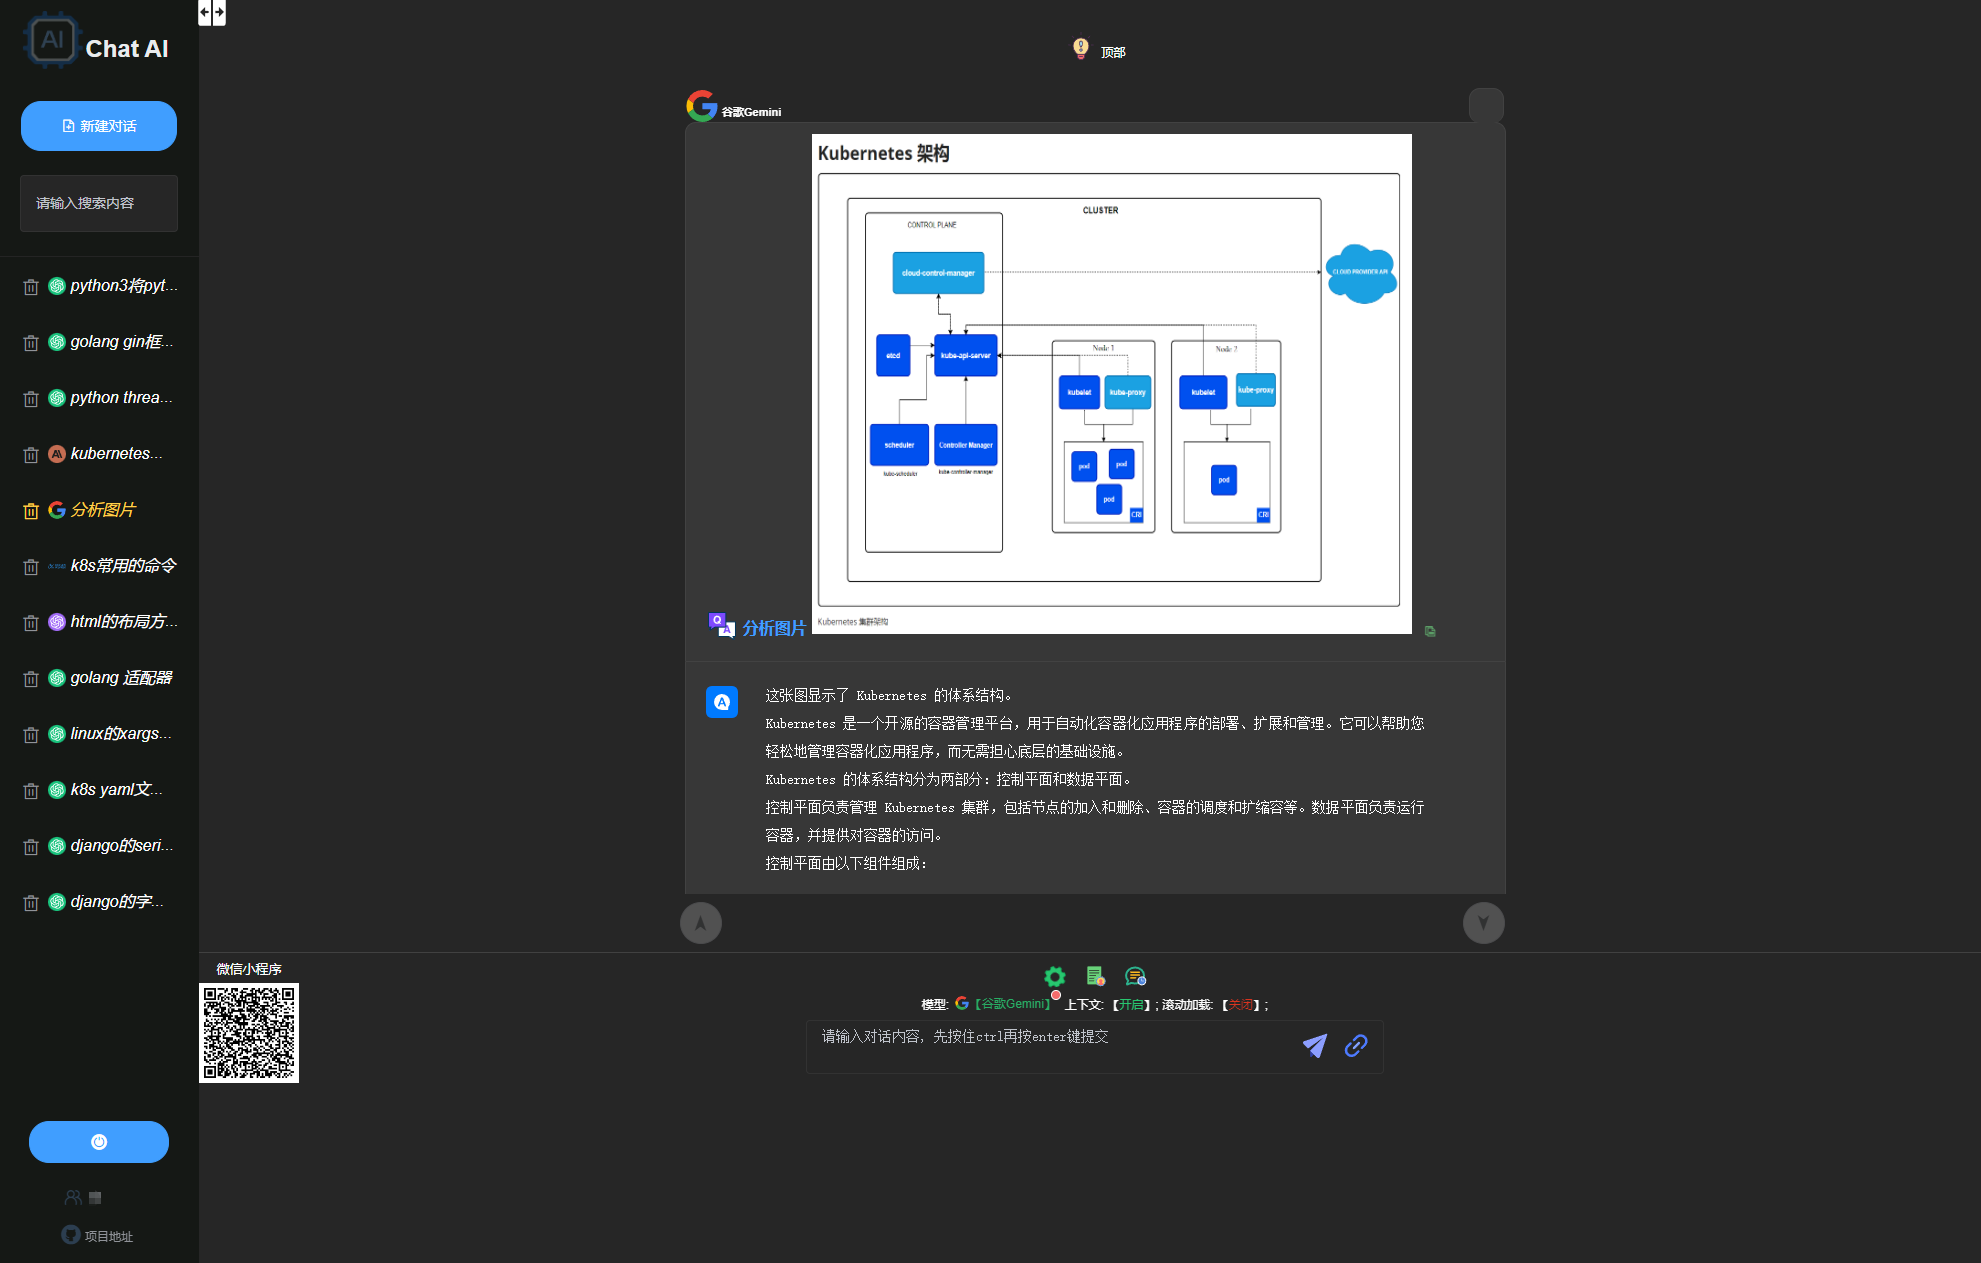 AI
Chat AI
新建对话
请输入搜索内容
python3将pyt...
golang gin框...
python threa...
kubernetes...
分析图片
k8s常用的命令
html的布局方...
golang 适配器
linux的xargs...
k8s yaml文...
django的seri...
django的字...
项目地址
顶部
谷歌Gemini
Kubernetes 架构
CLUSTER
CONTROL PLANE
cloud-control-manager
CLOUD PROVIDER API
etcd
kube-api-server
scheduler
kube-scheduler
Controller Manager
kube-controller-manager
Node 1
kubelet
kube-proxy
pod
pod
pod
CRI
Node 2
kubelet
kube-proxy
pod
CRI
Kubernetes 集群架构
Q
A
分析图片
A
这张图显示了 Kubernetes 的体系结构。
Kubernetes 是一个开源的容器管理平台，用于自动化容器化应用程序的部署、扩展和管理。它可以帮助您
轻松地管理容器化应用程序，而无需担心底层的基础设施。
Kubernetes 的体系结构分为两部分：控制平面和数据平面。
控制平面负责管理 Kubernetes 集群，包括节点的加入和删除、容器的调度和扩缩容等。数据平面负责运行
容器，并提供对容器的访问。
控制平面由以下组件组成：
微信小程序
模型: 【谷歌Gemini】 上下文: 【开启】; 滚动加载: 【关闭】;
请输入对话内容, 先按住ctrl再按enter键提交